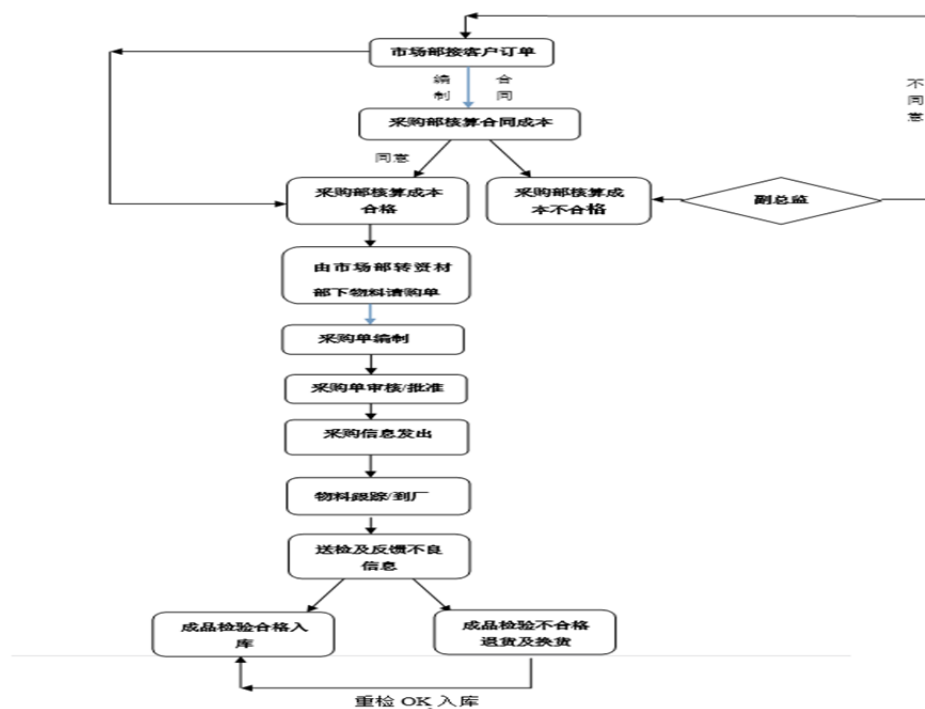 市场部接客户订单
编制
合同
不同意
采购部核算合同成本
同意
采购部核算成本
合格
采购部核算成
本不合格
副总监
由市场部转资材
部下物料请购单
采购单编制
采购单审核/批准
采购信息发出
物料跟踪/到厂
送检及反馈不良
信息
成品检验合格入
库
成品检验不合格
退货及换货
重检 OK 入库